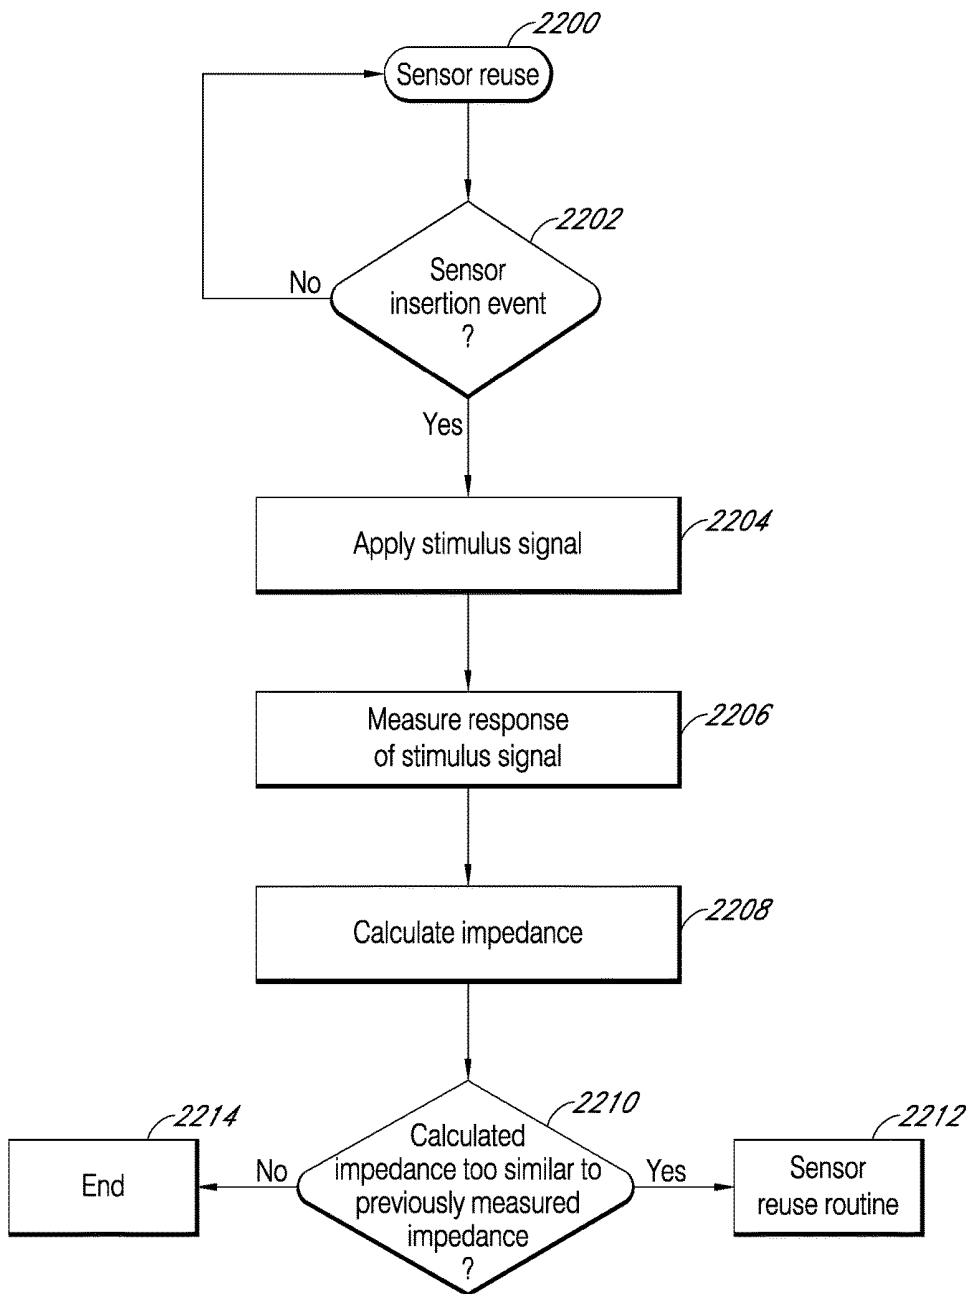 2200
Sensor reuse
2202
Sensor
insertion event
?
No
Yes
2204
Apply stimulus signal
2206
Measure response
of stimulus signal
2208
Calculate impedance
2210
Calculated
impedance too similar to
previously measured
impedance
?
No
Yes
2214
End
2212
Sensor
reuse routine